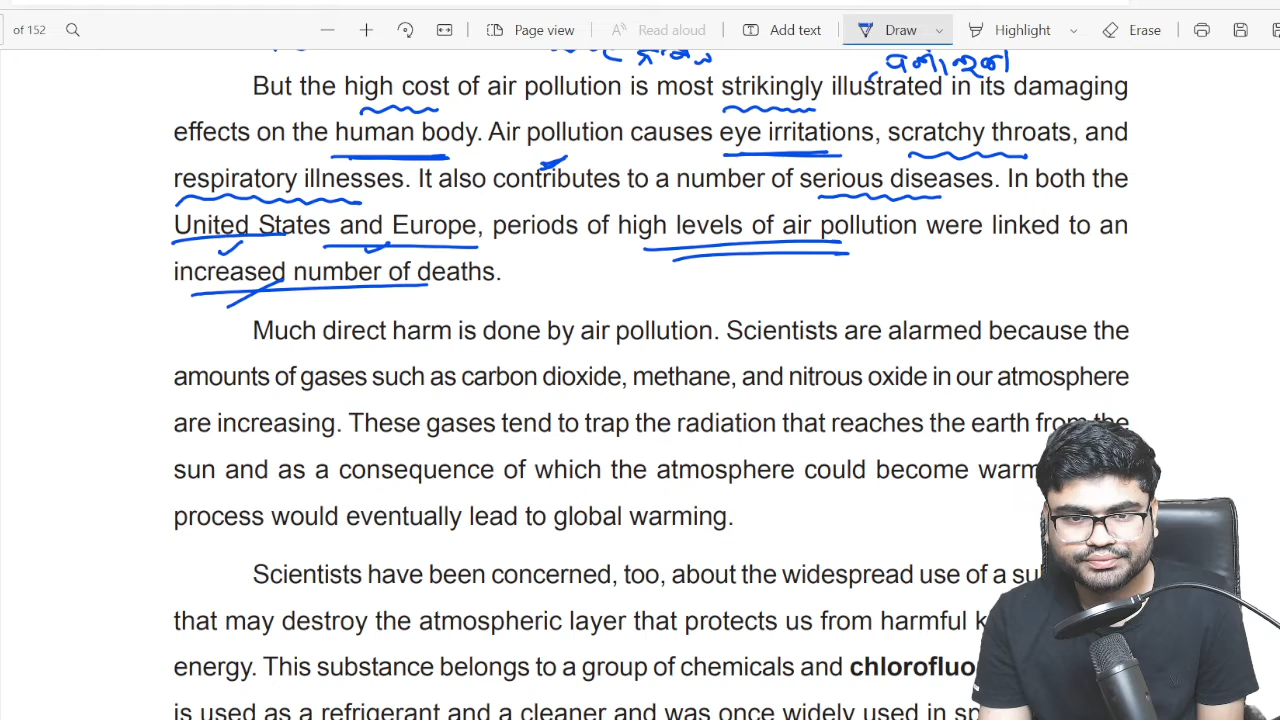 of 152 Page view Read aloud Add text Draw Highlight Erase
But the high cost of air pollution is most strikingly illustrated in its damaging
effects on the human body. Air pollution causes eye irritations, scratchy throats, and
respiratory illnesses. It also contributes to a number of serious diseases. In both the
United States and Europe, periods of high levels of air pollution were linked to an
increased number of deaths.
Much direct harm is done by air pollution. Scientists are alarmed because the
amounts of gases such as carbon dioxide, methane, and nitrous oxide in our atmosphere
are increasing. These gases tend to trap the radiation that reaches the earth from the
sun and as a consequence of which the atmosphere could become warm
process would eventually lead to global warming.
Scientists have been concerned, too, about the widespread use of a su
that may destroy the atmospheric layer that protects us from harmful k
energy. This substance belongs to a group of chemicals and chlorofluo
is used as a refrigerant and a cleaner and was once widely used in sp